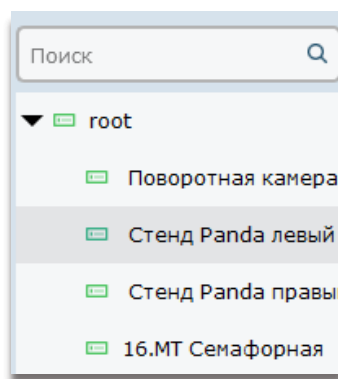 Поиск
root
Поворотная камера
Стенд Panda левый
Стенд Panda правы
16.МТ Семафорная